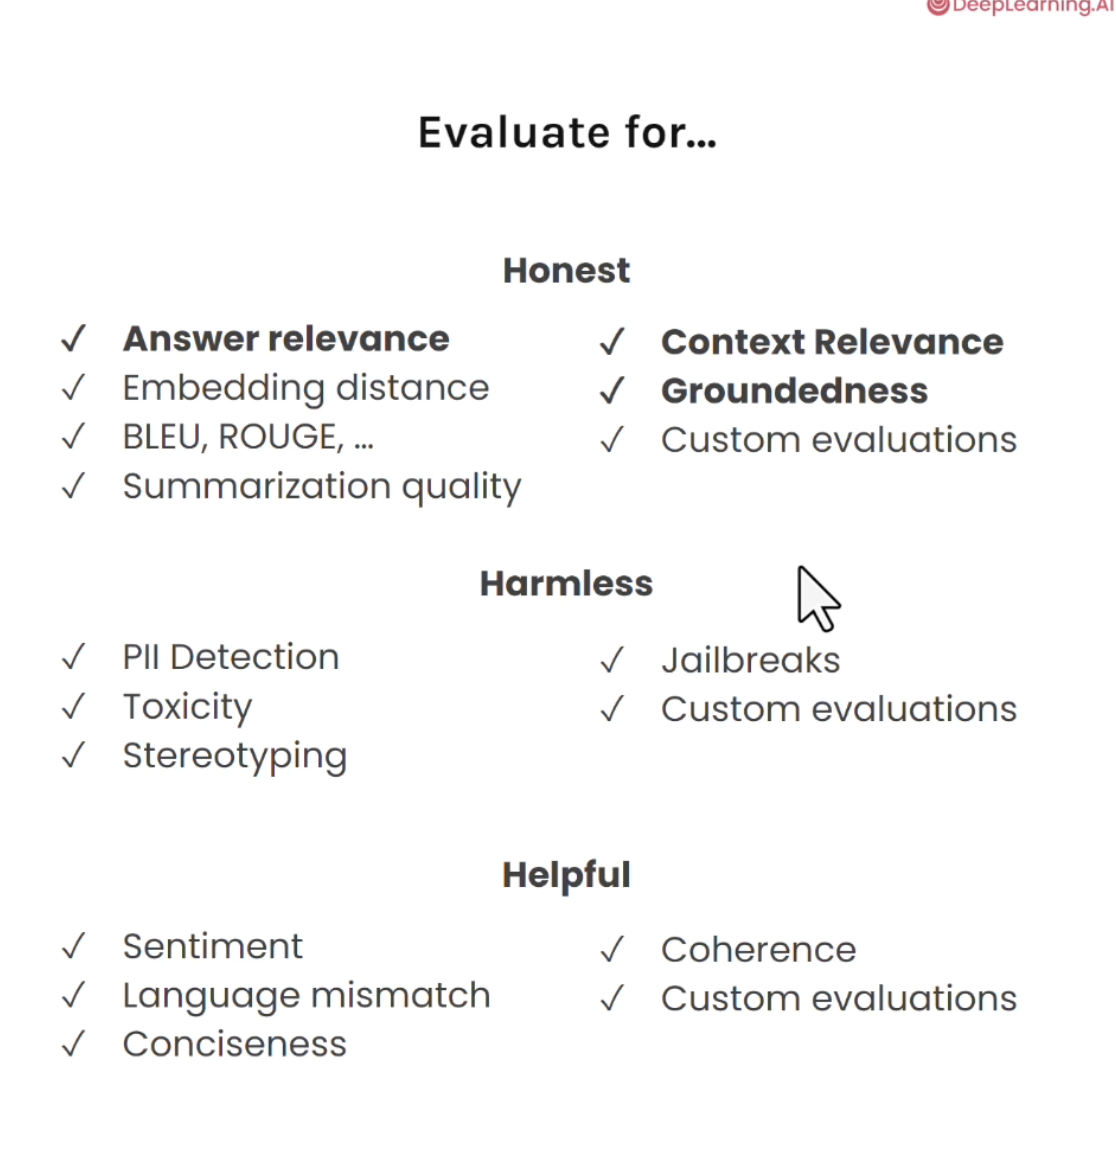 DeepLearning.AI
Evaluate for...
Honest
✓ Answer relevance
✓ Embedding distance
✓ BLEU, ROUGE, ...
✓ Summarization quality
✓ Context Relevance
✓ Groundedness
✓ Custom evaluations
Harmless
✓ PII Detection
✓ Toxicity
✓ Stereotyping
✓ Jailbreaks
✓ Custom evaluations
Helpful
✓ Sentiment
✓ Language mismatch
✓ Conciseness
✓ Coherence
✓ Custom evaluations